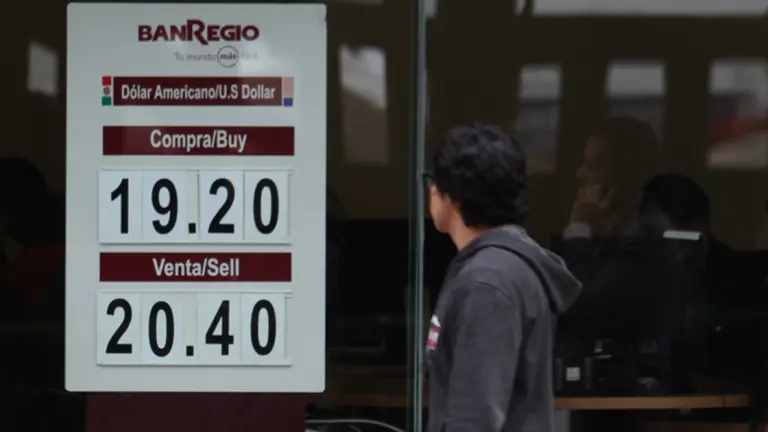 BANREGIO
Tu mundo más fácil
Dólar Americano/U.S Dollar
Compra/Buy
19.20
Venta/Sell
20.40